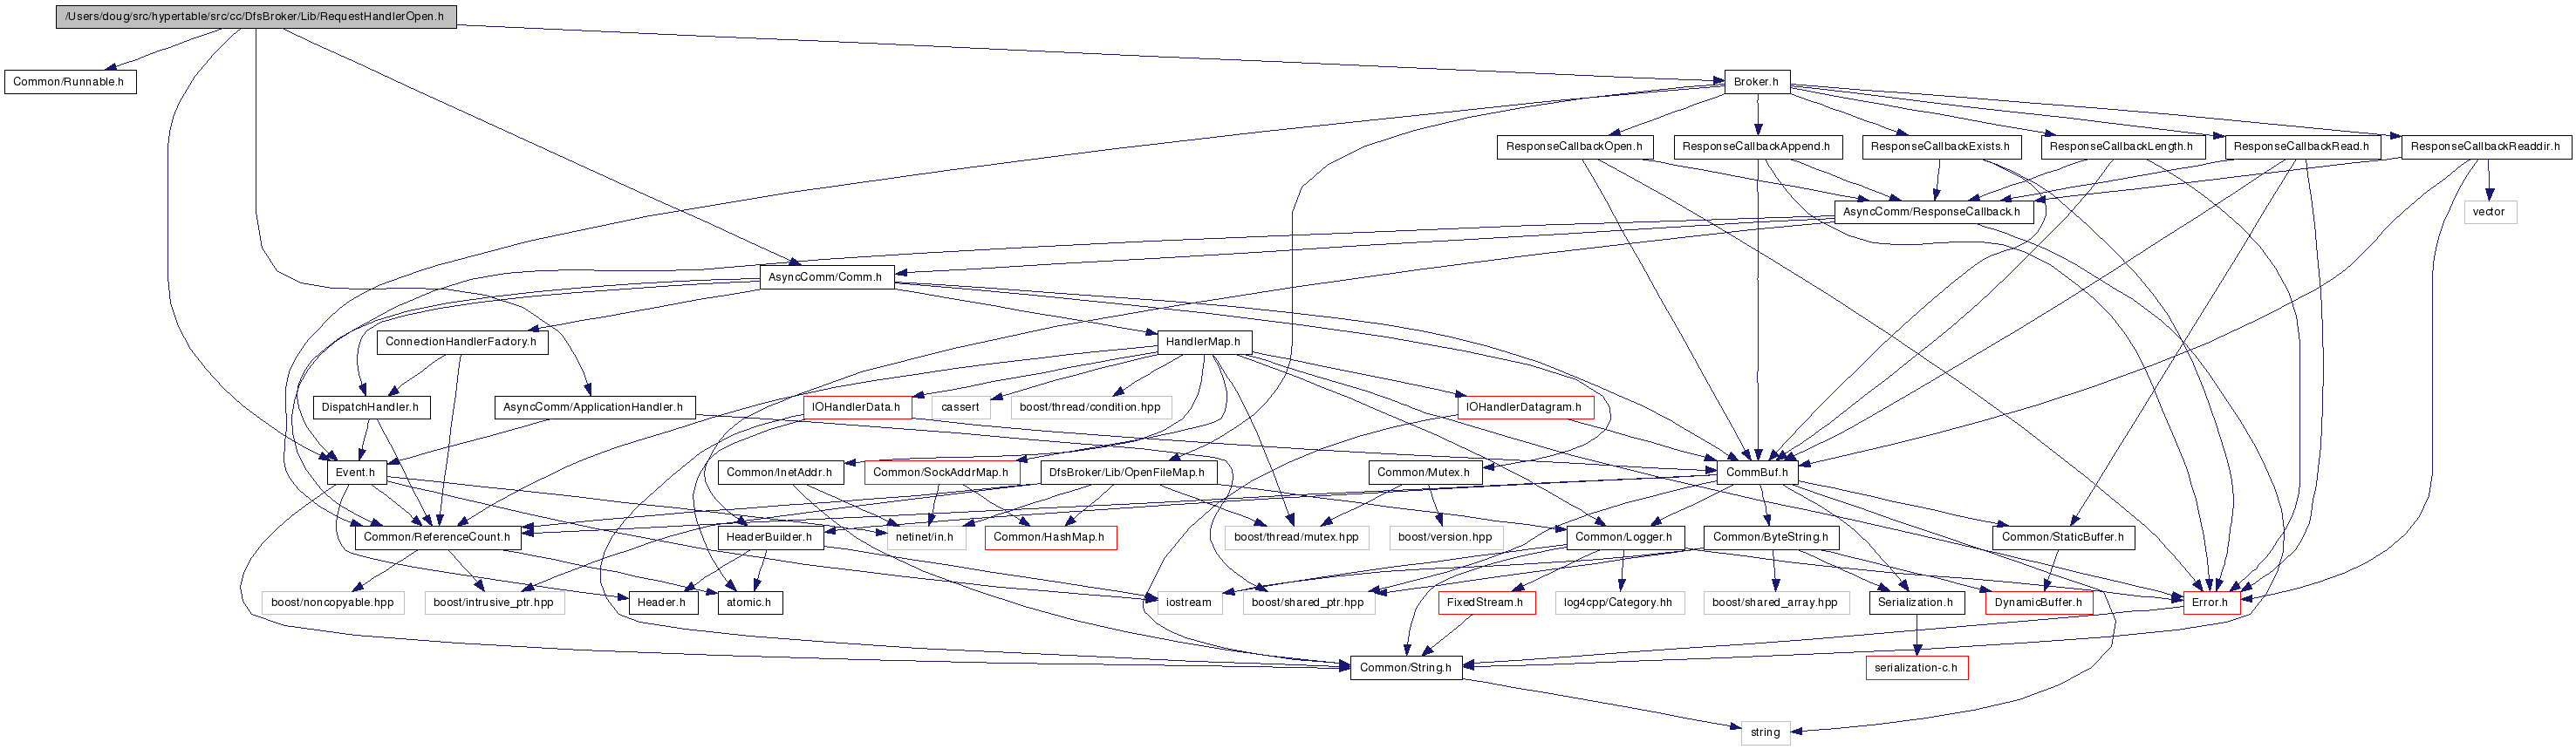 /Users/doug/src/hypertable/src/cc/DfsBroker/Lib/RequestHandlerOpen.h
Common/Runnable.h
Broker.h
ResponseCallbackOpen.h
ResponseCallbackAppend.h
ResponseCallbackExists.h
ResponseCallbackLength.h
ResponseCallbackRead.h
ResponseCallbackReaddir.h
AsyncComm/ResponseCallback.h
vector
AsyncComm/Comm.h
ConnectionHandlerFactory.h
HandlerMap.h
DispatchHandler.h
AsyncComm/ApplicationHandler.h
IOHandlerData.h
cassert
boost/thread/condition.hpp
IOHandlerDatagram.h
Event.h
Common/InetAddr.h
Common/SockAddrMap.h
DfsBroker/Lib/OpenFileMap.h
Common/Mutex.h
CommBuf.h
Common/ReferenceCount.h
HeaderBuilder.h
netinet/in.h
Common/HashMap.h
boost/thread/mutex.hpp
boost/version.hpp
Common/Logger.h
Common/ByteString.h
Common/StaticBuffer.h
boost/noncopyable.hpp
boost/intrusive_ptr.hpp
Header.h
atomic.h
iostream
boost/shared_ptr.hpp
FixedStream.h
log4cpp/Category.hh
boost/shared_array.hpp
Serialization.h
DynamicBuffer.h
Error.h
Common/String.h
serialization-c.h
string